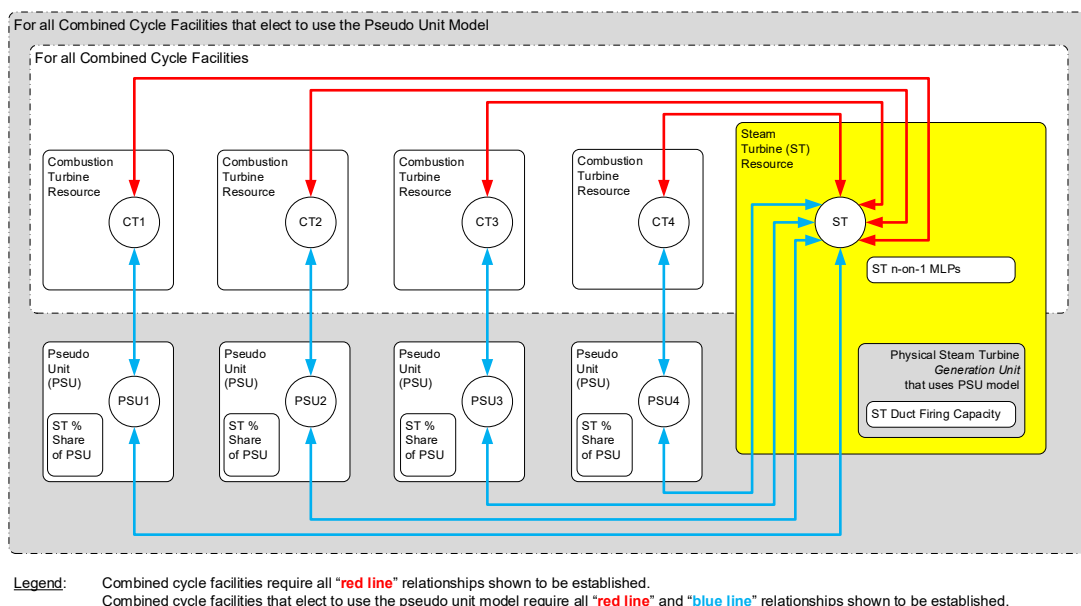 For all Combined Cycle Facilities that elect to use the Pseudo Unit Model
For all Combined Cycle Facilities
Combustion
Turbine
Resource
CT1
Combustion
Turbine
Resource
CT2
Combustion
Turbine
Resource
CT3
Combustion
Turbine
Resource
CT4
Steam
Turbine (ST)
Resource
ST
ST n-on-1 MLPs
Pseudo
Unit
(PSU)
PSU1
ST %
Share
of PSU
Pseudo
Unit
(PSU)
PSU2
ST %
Share
of PSU
Pseudo
Unit
(PSU)
PSU3
ST %
Share
of PSU
Pseudo
Unit
(PSU)
PSU4
ST %
Share
of PSU
Physical Steam Turbine
Generation Unit
that uses PSU model
ST Duct Firing Capacity
Legend: Combined cycle facilities require all “red line” relationships shown to be established.
Combined cycle facilities that elect to use the pseudo unit model require all “red line” and “blue line” relationships shown to be established.